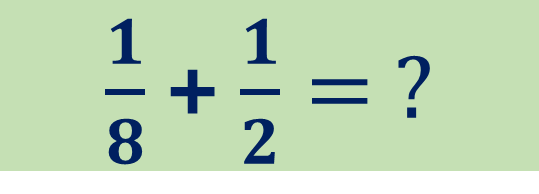 1/8 + 1/2 = ?